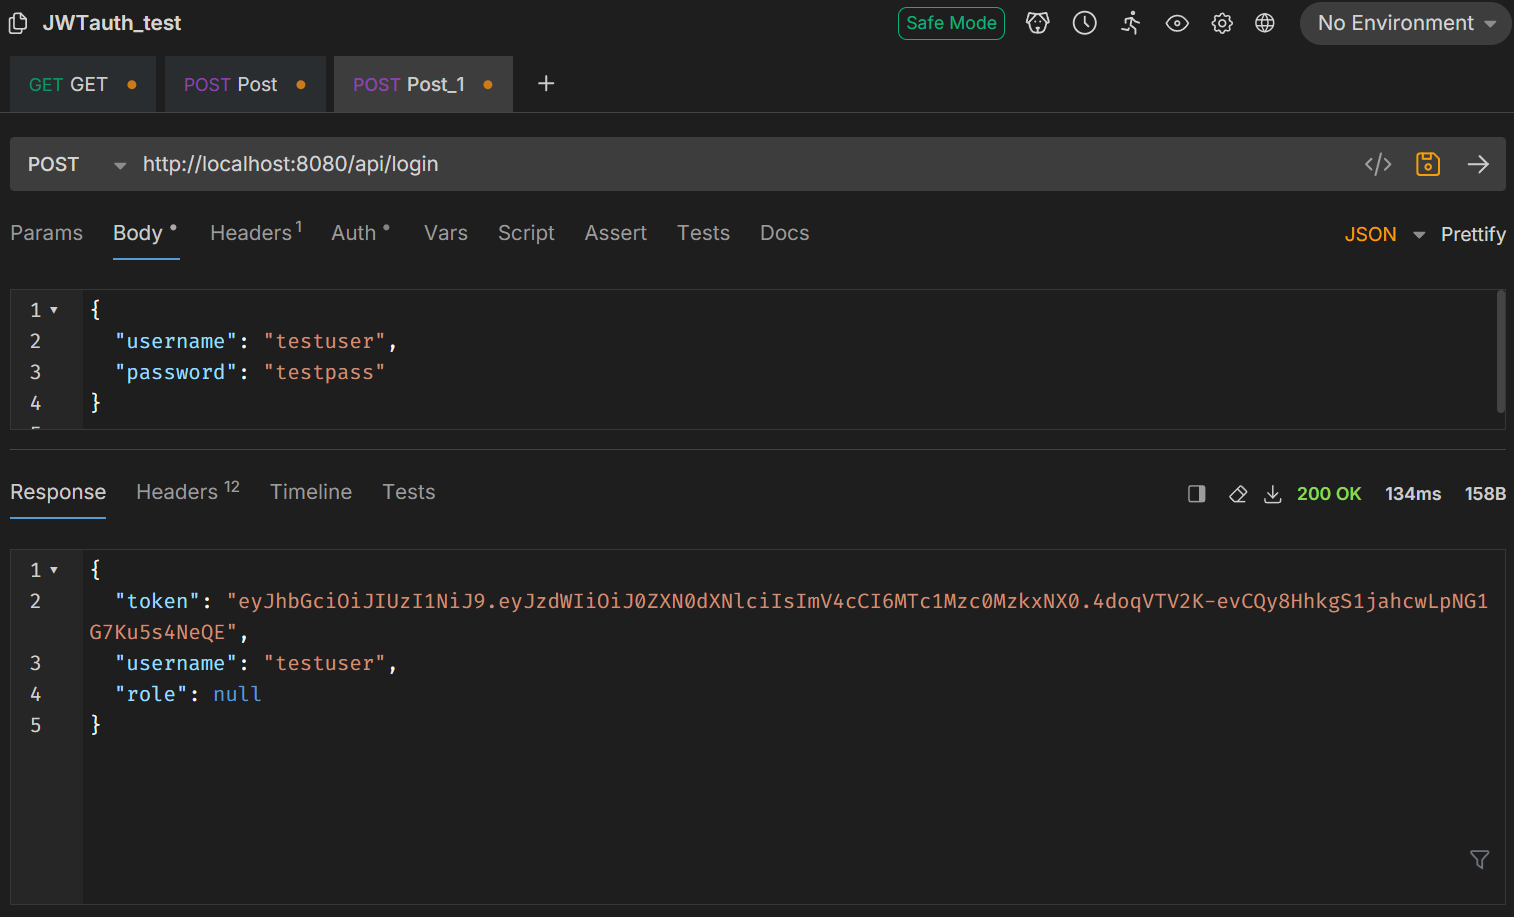 JWTauth_test
Safe Mode
No Environment
GET GET
POST Post
POST Post_1
+
POST http://localhost:8080/api/login
</>
Params Body Headers 1 Auth Vars Script Assert Tests Docs
JSON Prettify
1 {
2 "username": "testuser",
3 "password": "testpass"
4 }
Response Headers 12 Timeline Tests
200 OK 134ms 158B
1 {
2 "token": "eyJhbGciOiJIUzI1NiJ9.eyJzdWIiOiJ0ZXN0dXNlciIsImV4cCI6MTc1Mzc0MzkxNX0.4doqVTV2K-evCQy8HhkgS1jahcwLpNG1
G7Ku5s4NeQE",
3 "username": "testuser",
4 "role": null
5 }